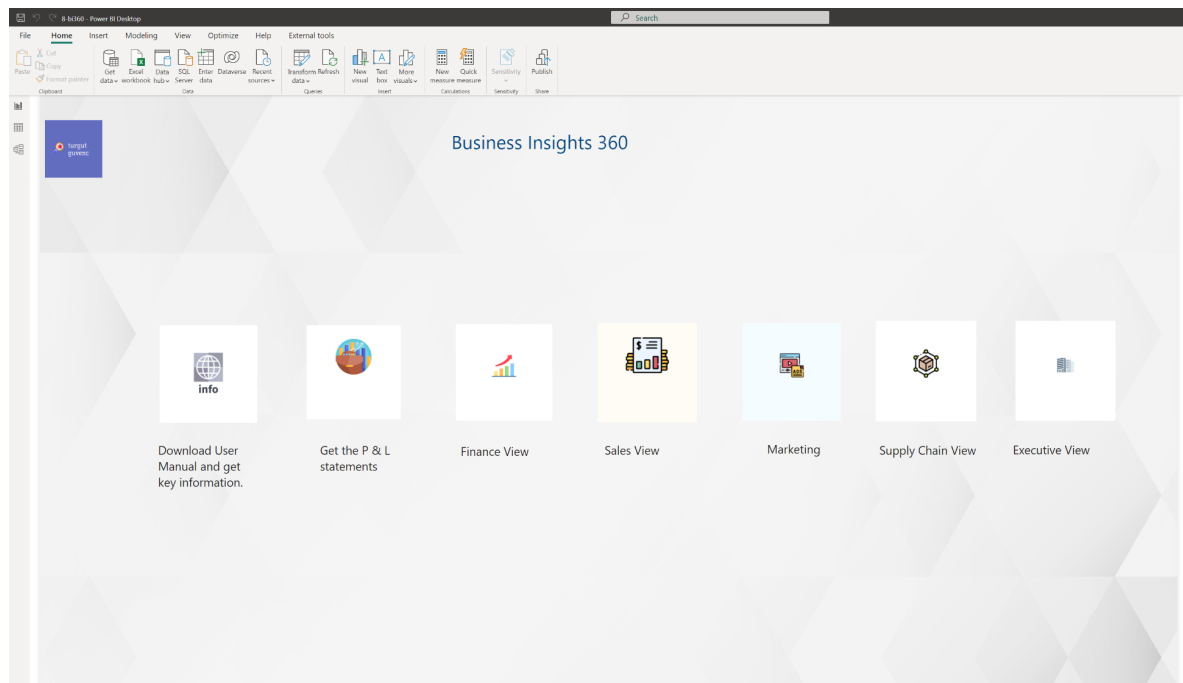 8-bi360 - Power BI Desktop
Search
File Home Insert Modeling View Optimize Help External tools
Paste
Cut
Copy
Format painter
Clipboard
Get data
Excel workbook
Data hub
SQL Server
Enter data
Dataverse
Recent sources
Data
Transform data
Refresh
Queries
New visual
Text box
More visuals
Insert
New measure
Quick measure
Calculations
Sensitivity
Sensitivity
Publish
Share
turgut
guvesc
Business Insights 360
info
ADS
Download User
Manual and get
key information.
Get the P & L
statements
Finance View
Sales View
Marketing
Supply Chain View
Executive View